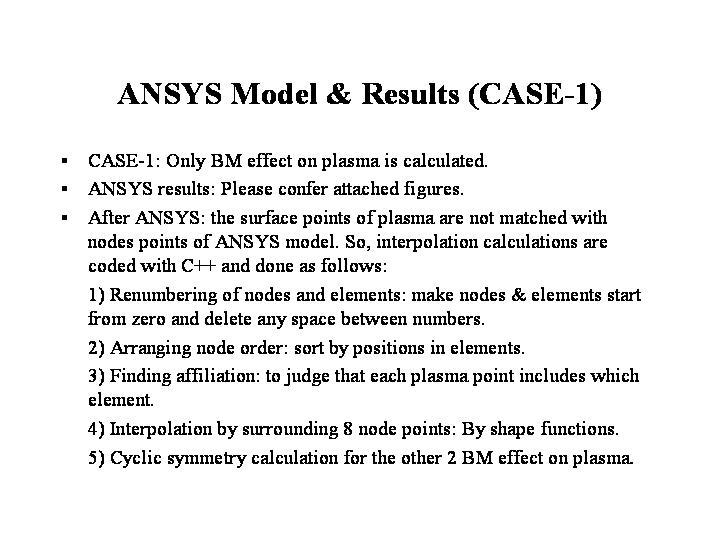 ANSYS Model & Results (CASE-1)
▪ CASE-1: Only BM effect on plasma is calculated.
▪ ANSYS results: Please confer attached figures.
▪ After ANSYS: the surface points of plasma are not matched with
nodes points of ANSYS model. So, interpolation calculations are
coded with C++ and done as follows:
1) Renumbering of nodes and elements: make nodes & elements start
from zero and delete any space between numbers.
2) Arranging node order: sort by positions in elements.
3) Finding affiliation: to judge that each plasma point includes which
element.
4) Interpolation by surrounding 8 node points: By shape functions.
5) Cyclic symmetry calculation for the other 2 BM effect on plasma.